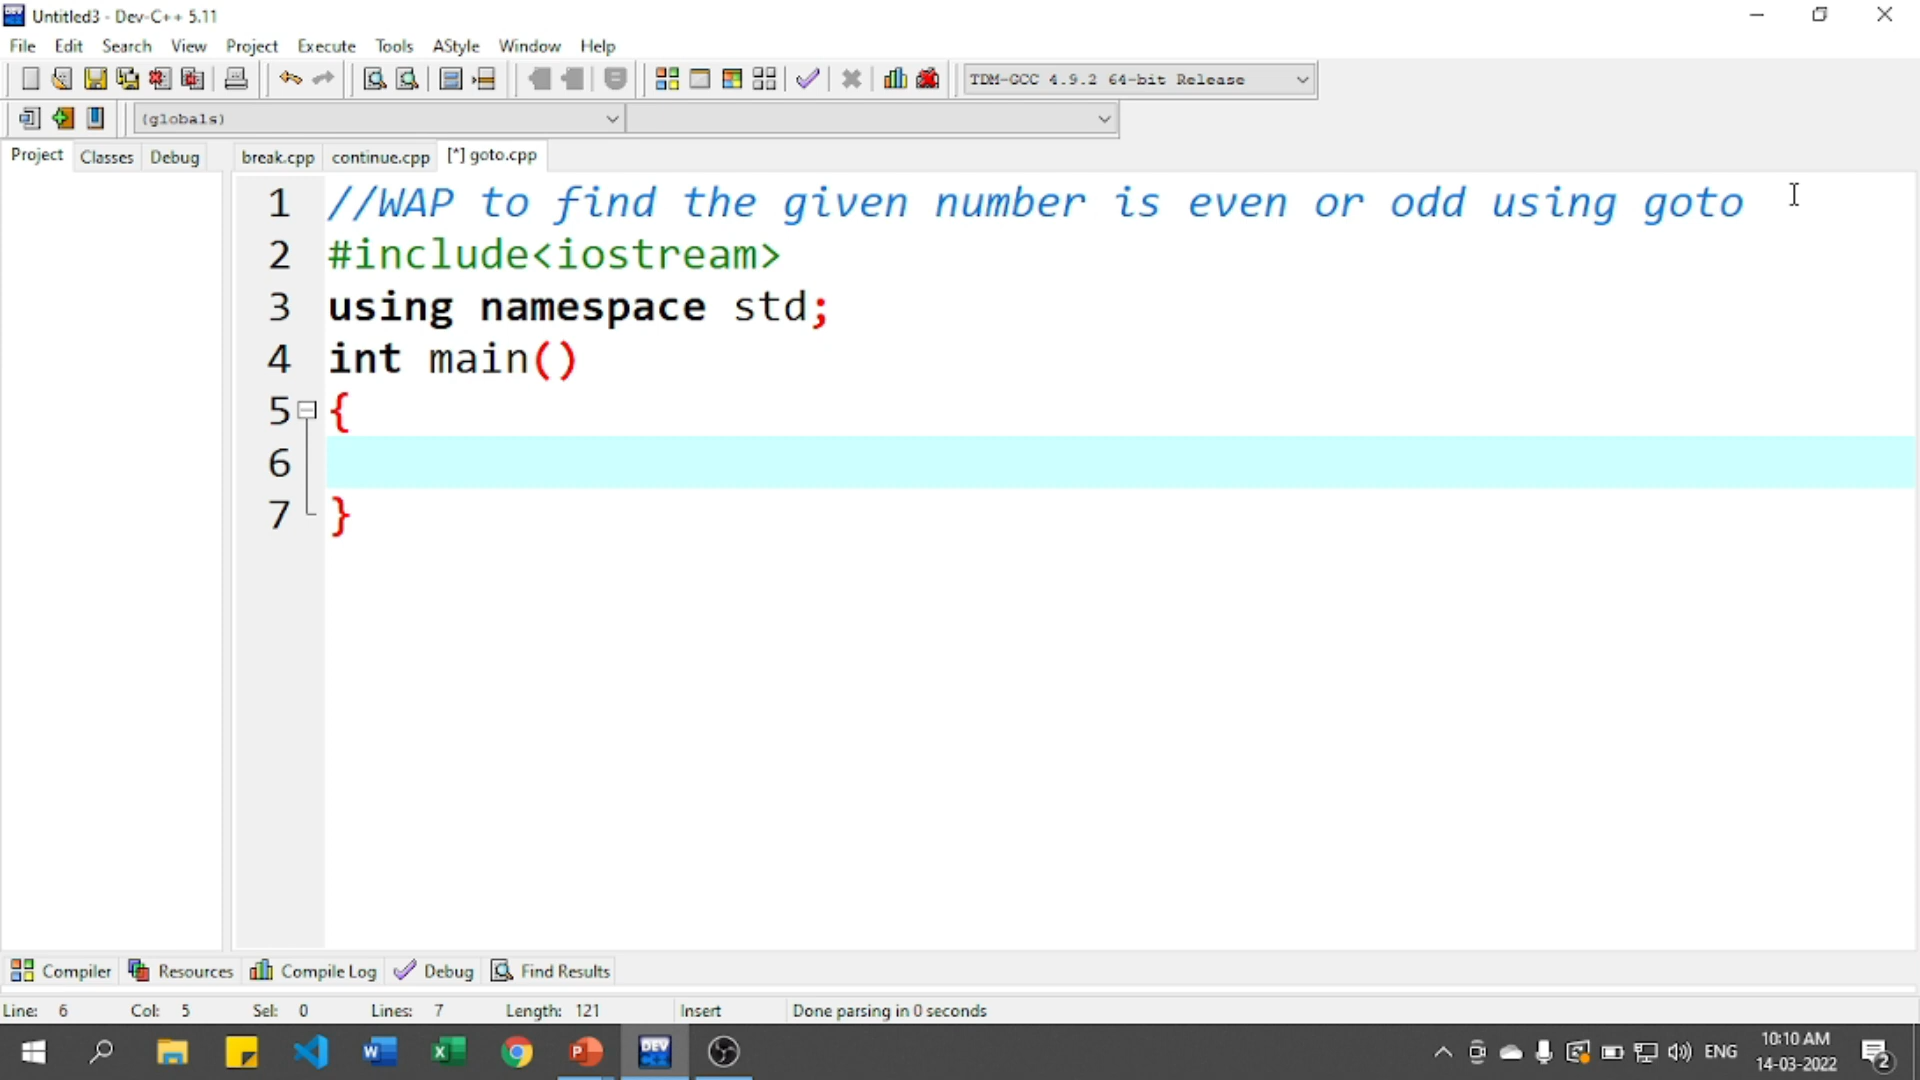 Untitled3 - Dev-C++ 5.11
File Edit Search View Project Execute Tools AStyle Window Help
TDM-GCC 4.9.2 64-bit Release
(globals)
Project Classes Debug break.cpp continue.cpp [*] goto.cpp
1 //WAP to find the given number is even or odd using goto
2 #include<iostream>
3 using namespace std;
4 int main()
5 {
6
7 }
Compiler Resources Compile Log Debug Find Results
Line: 6 Col: 5 Sel: 0 Lines: 7 Length: 121 Insert Done parsing in 0 seconds
DEV ENG 10:10 AM
14-03-2022 2